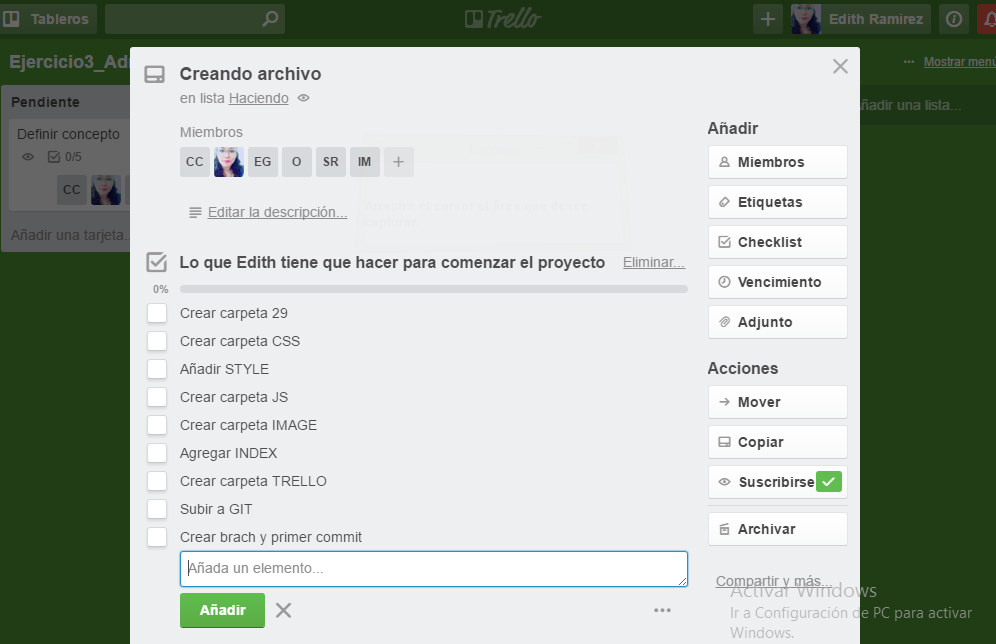 Tableros
Trello
Edith Ramirez
Ejercicio3_Ad
Mostrar menú
Pendiente
Definir concepto
0/5
CC
Añadir una tarjeta...
ñadir una lista...
Creando archivo
en lista Haciendo
Miembros
CC EG O SR IM +
Editar la descripción...
Lo que Edith tiene que hacer para comenzar el proyecto Eliminar...
0%
Crear carpeta 29
Crear carpeta CSS
Añadir STYLE
Crear carpeta JS
Crear carpeta IMAGE
Agregar INDEX
Crear carpeta TRELLO
Subir a GIT
Crear brach y primer commit
Añada un elemento...
Añadir
Añadir
Miembros
Etiquetas
Checklist
Vencimiento
Adjunto
Acciones
Mover
Copiar
Suscribirse
Archivar
Compartir y más...
Activar Windows
Ir a Configuración de PC para activar
Windows.